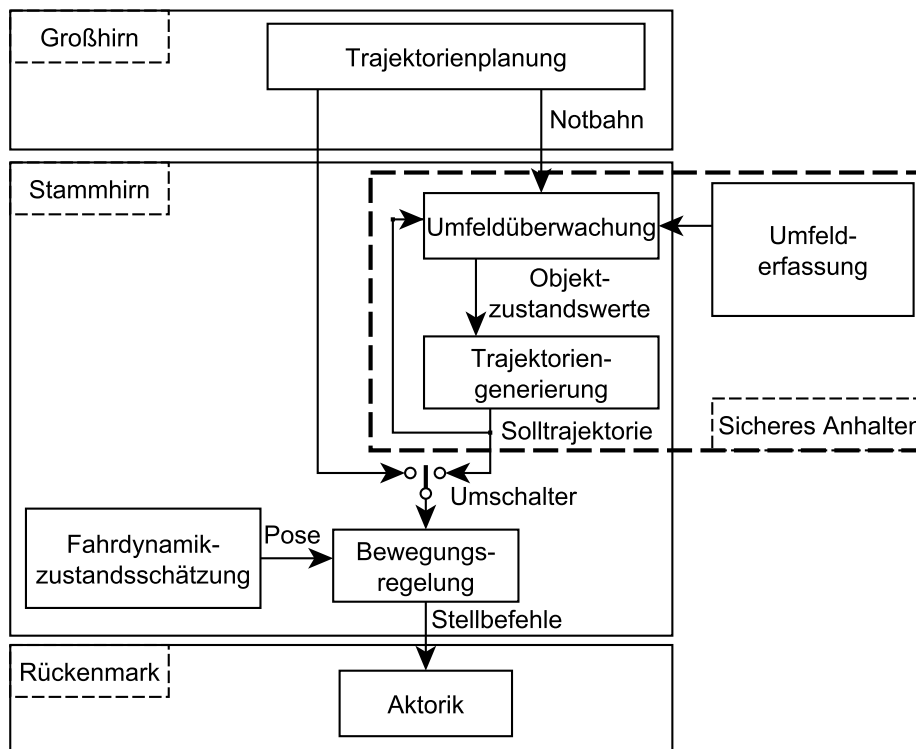 Großhirn
Trajektorienplanung
Notbahn
Stammhirn
Umfeldüberwachung
Umfeld-
erfassung
Objekt-
zustandswerte
Trajektorien-
generierung
Sicheres Anhalten
Solltrajektorie
Umschalter
Fahrdynamik-
zustandsschätzung
Pose
Bewegungs-
regelung
Stellbefehle
Rückenmark
Aktorik